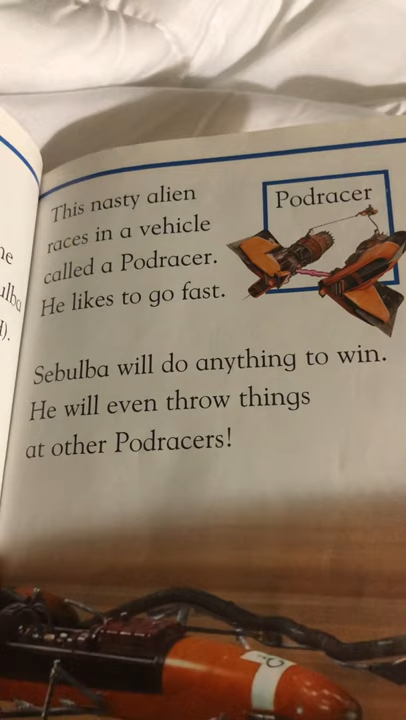 This nasty alien
races in a vehicle
called a Podracer.
He likes to go fast.
Podracer
Sebulba will do anything to win.
He will even throw things
at other Podracers!